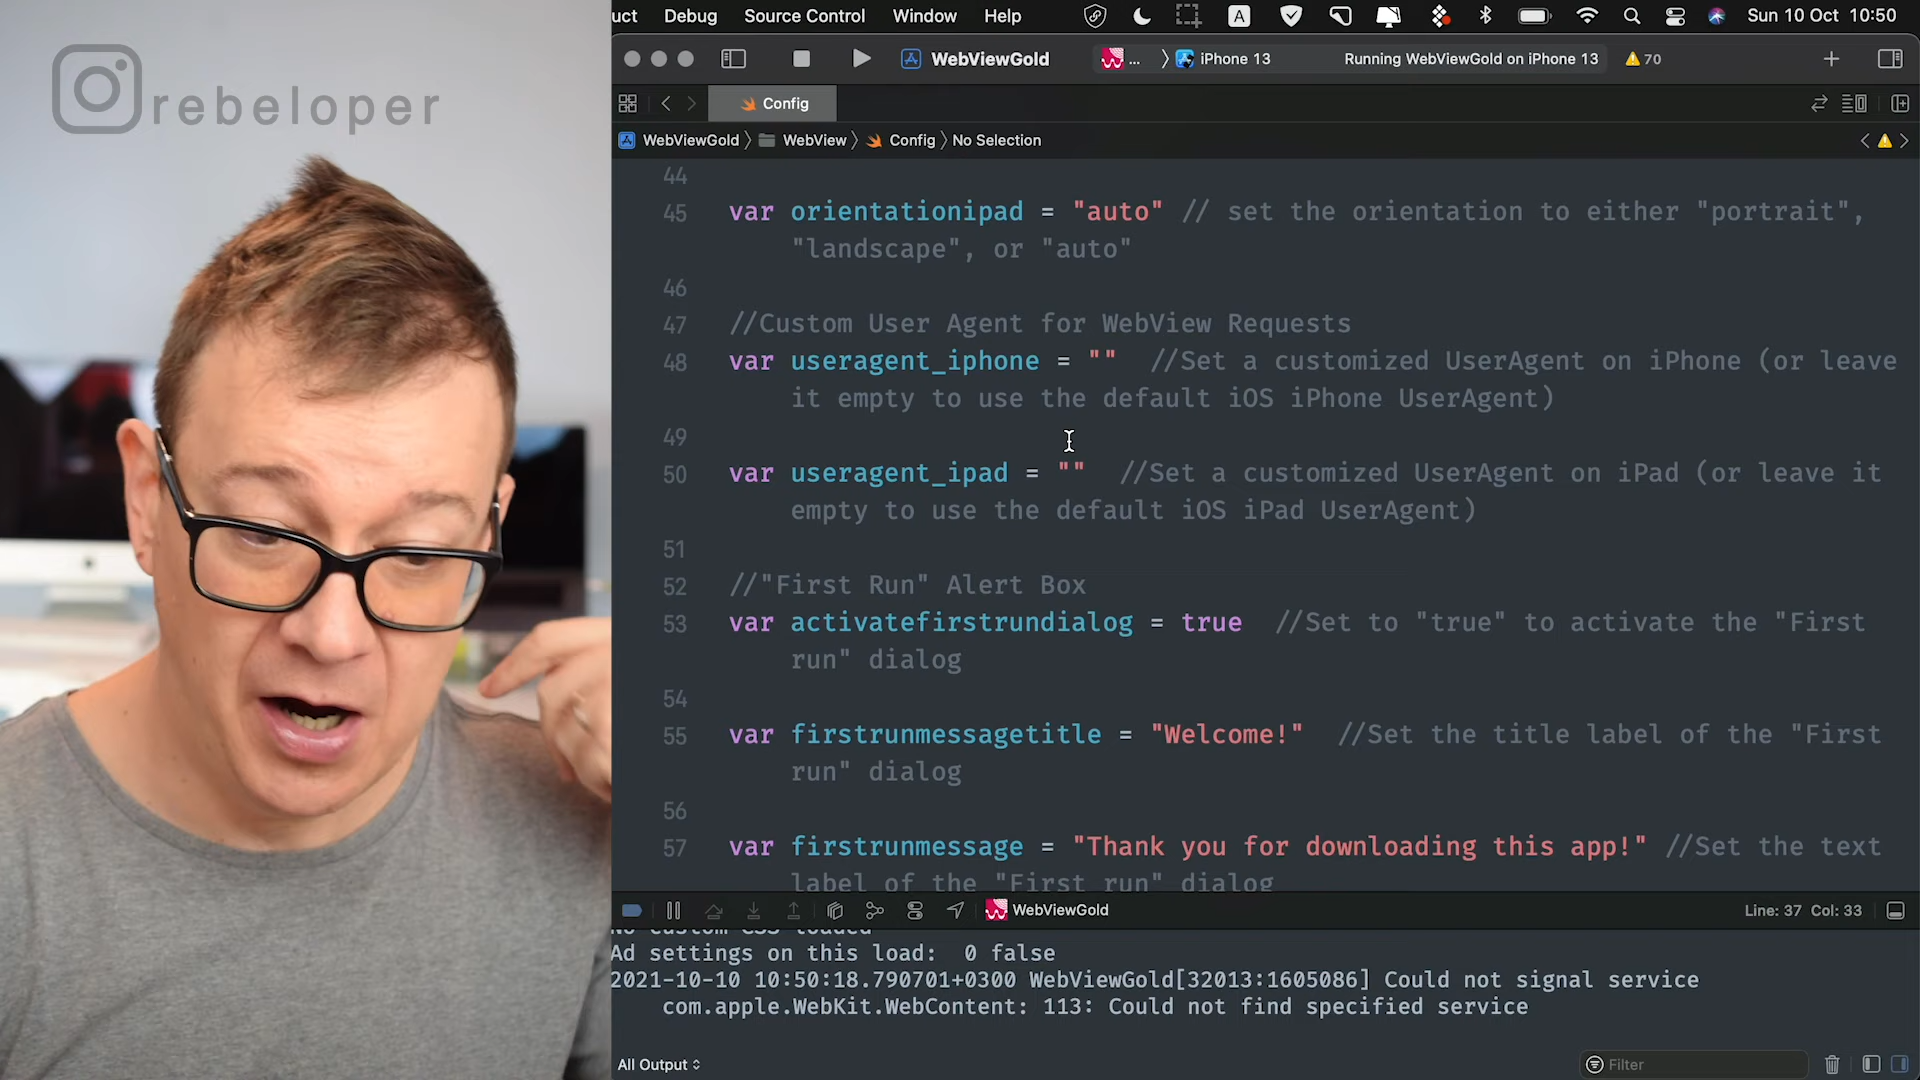 uct Debug Source Control Window Help A Sun 10 Oct 10:50
rebeloper
WebViewGold ... 〉 iPhone 13 Running WebViewGold on iPhone 13 70
Config
WebViewGold 〉 WebView 〉 Config 〉 No Selection
44
45 var orientationipad = "auto" // set the orientation to either "portrait",
"landscape", or "auto"
46
47 //Custom User Agent for WebView Requests
48 var useragent_iphone = "" //Set a customized UserAgent on iPhone (or leave
it empty to use the default iOS iPhone UserAgent)
49
50 var useragent_ipad = "" //Set a customized UserAgent on iPad (or leave it
empty to use the default iOS iPad UserAgent)
51
52 //"First Run" Alert Box
53 var activatefirstrundialog = true //Set to "true" to activate the "First
run" dialog
54
55 var firstrunmessagetitle = "Welcome!" //Set the title label of the "First
run" dialog
56
57 var firstrunmessage = "Thank you for downloading this app!" //Set the text
label of the "First run" dialog
WebViewGold Line: 37 Col: 33
No custom CSS loaded
Ad settings on this load:  0 false
2021-10-10 10:50:18.790701+0300 WebViewGold[32013:1605086] Could not signal service
com.apple.WebKit.WebContent: 113: Could not find specified service
All Output Filter